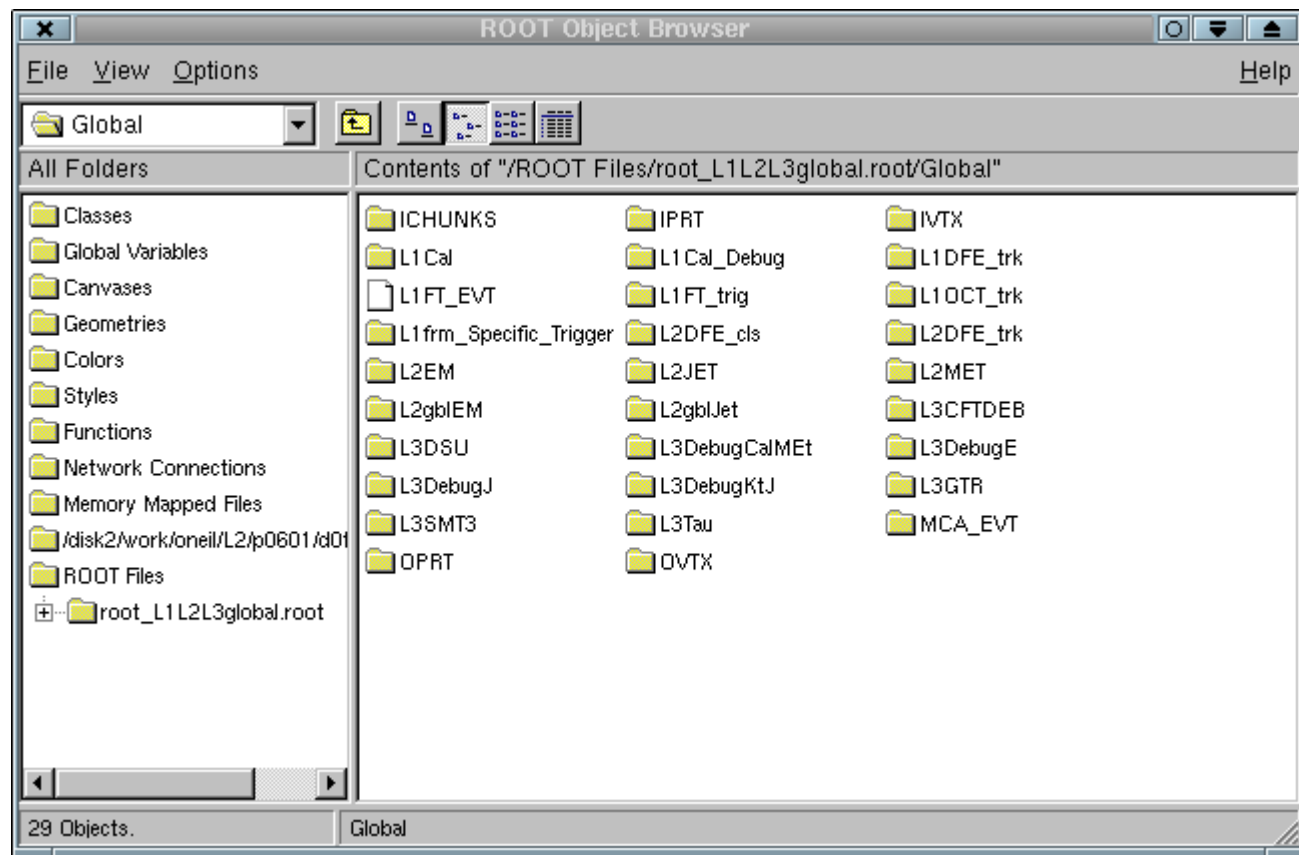 ROOT Object Browser
File View Options Help
Global
All Folders
Contents of "/ROOT Files/root_L1L2L3global.root/Global"
Classes
Global Variables
Canvases
Geometries
Colors
Styles
Functions
Network Connections
Memory Mapped Files
/disk2/work/oneil/L2/p0601/d0t
ROOT Files
root_L1L2L3global.root
ICHUNKS IPRT IVTX
L1Cal L1Cal_Debug L1DFE_trk
L1FT_EVT L1FT_trig L1OCT_trk
L1frm_Specific_Trigger L2DFE_cls L2DFE_trk
L2EM L2JET L2MET
L2gblEM L2gblJet L3CFTDEB
L3DSU L3DebugCalMEt L3DebugE
L3DebugJ L3DebugKtJ L3GTR
L3SMT3 L3Tau MCA_EVT
OPRT OVTX
29 Objects.
Global